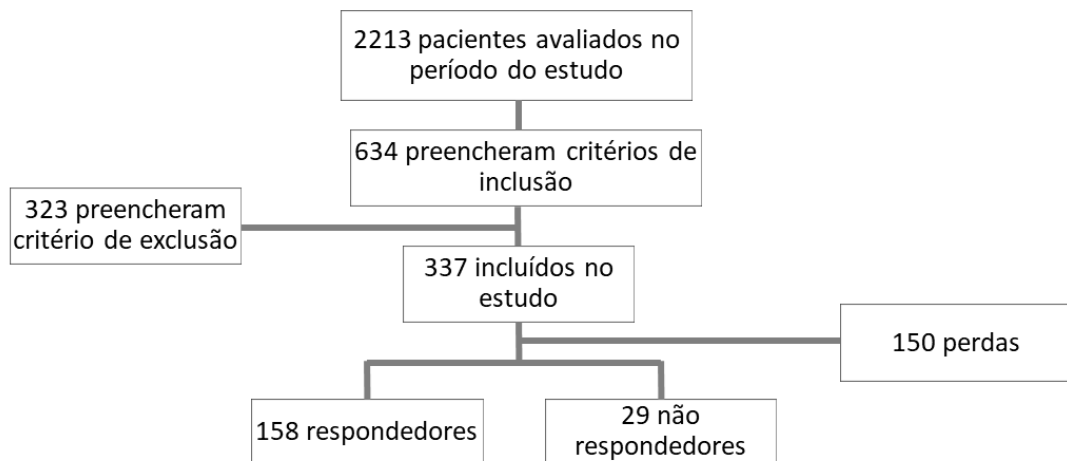 2213 pacientes avaliados no
período do estudo
634 preencheram critérios de
inclusão
323 preencheram
critério de exclusão
337 incluídos no
estudo
150 perdas
158 respondedores
29 não
respondedores